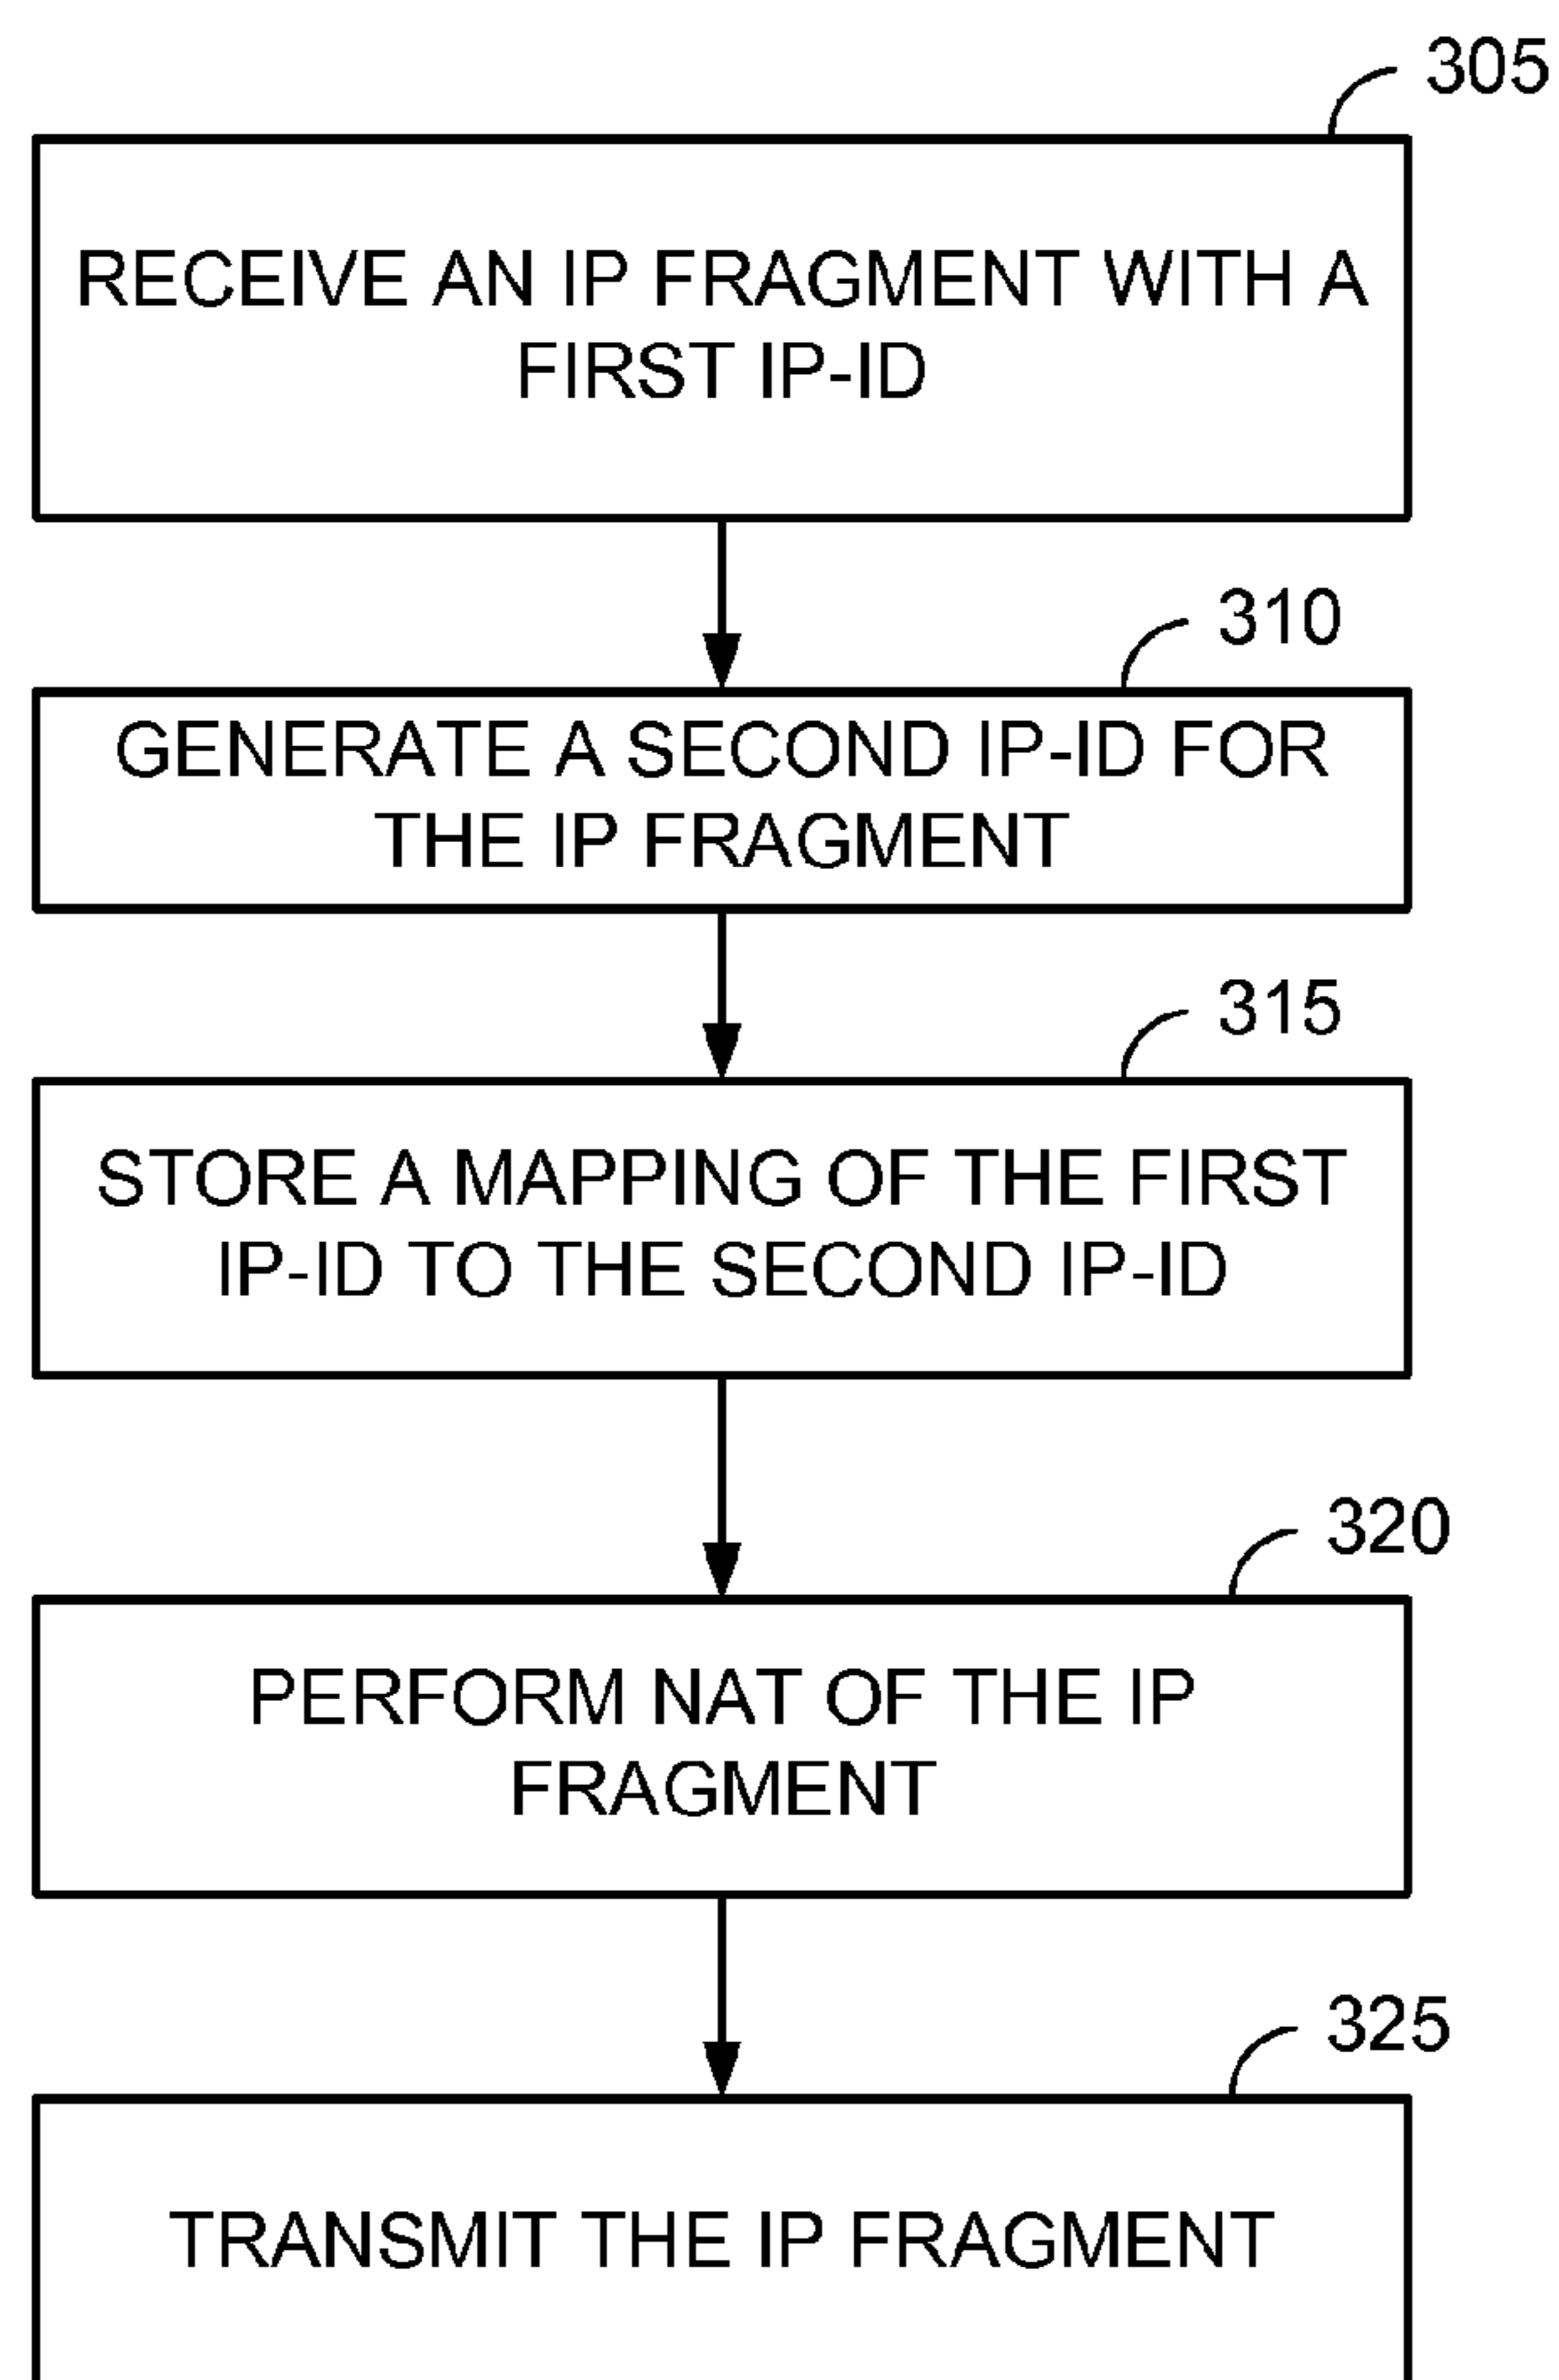 305
RECEIVE AN IP FRAGMENT WITH A
FIRST IP-ID
310
GENERATE A SECOND IP-ID FOR
THE IP FRAGMENT
315
STORE A MAPPING OF THE FIRST
IP-ID TO THE SECOND IP-ID
320
PERFORM NAT OF THE IP
FRAGMENT
325
TRANSMIT THE IP FRAGMENT